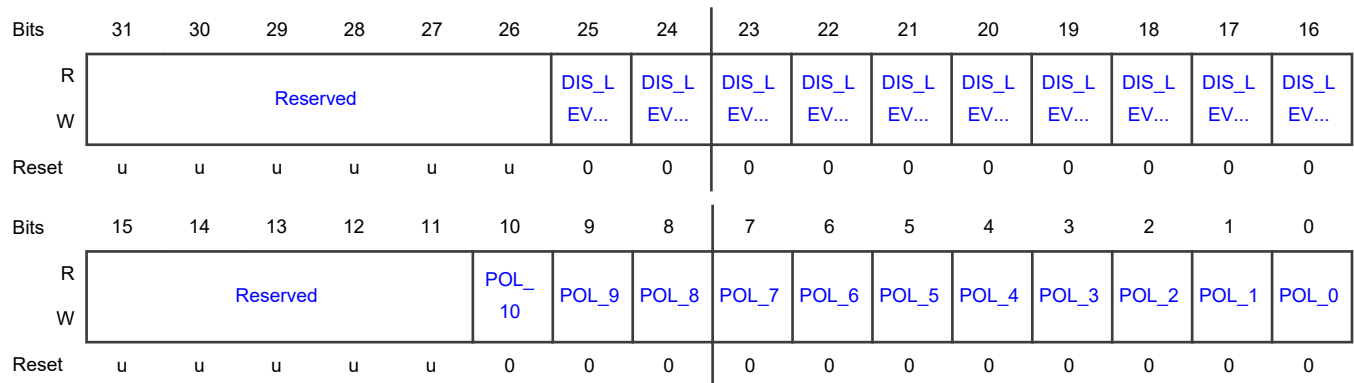 Bits 31 30 29 28 27 26 25 24 23 22 21 20 19 18 17 16
R
Reserved
DIS_L DIS_L DIS_L DIS_L DIS_L DIS_L DIS_L DIS_L DIS_L DIS_L
EV... EV... EV... EV... EV... EV... EV... EV... EV... EV...
W
Reset u u u u u u 0 0 0 0 0 0 0 0 0 0
Bits 15 14 13 12 11 10 9 8 7 6 5 4 3 2 1 0
R
Reserved
POL_
10
POL_9 POL_8 POL_7 POL_6 POL_5 POL_4 POL_3 POL_2 POL_1 POL_0
W
Reset u u u u u 0 0 0 0 0 0 0 0 0 0 0